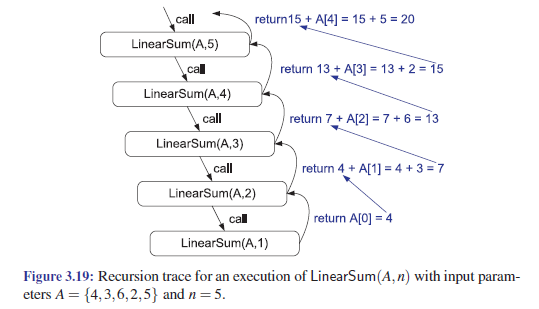 call
return15 + A[4] = 15 + 5 = 20
LinearSum(A,5)
call
return 13 + A[3] = 13 + 2 = 15
LinearSum(A,4)
call
return 7 + A[2] = 7 + 6 = 13
LinearSum(A,3)
call
return 4 + A[1] = 4 + 3 = 7
LinearSum(A,2)
call
return A[0] = 4
LinearSum(A,1)
Figure 3.19: Recursion trace for an execution of LinearSum(A,n) with input param-
eters A = {4,3,6,2,5} and n = 5.